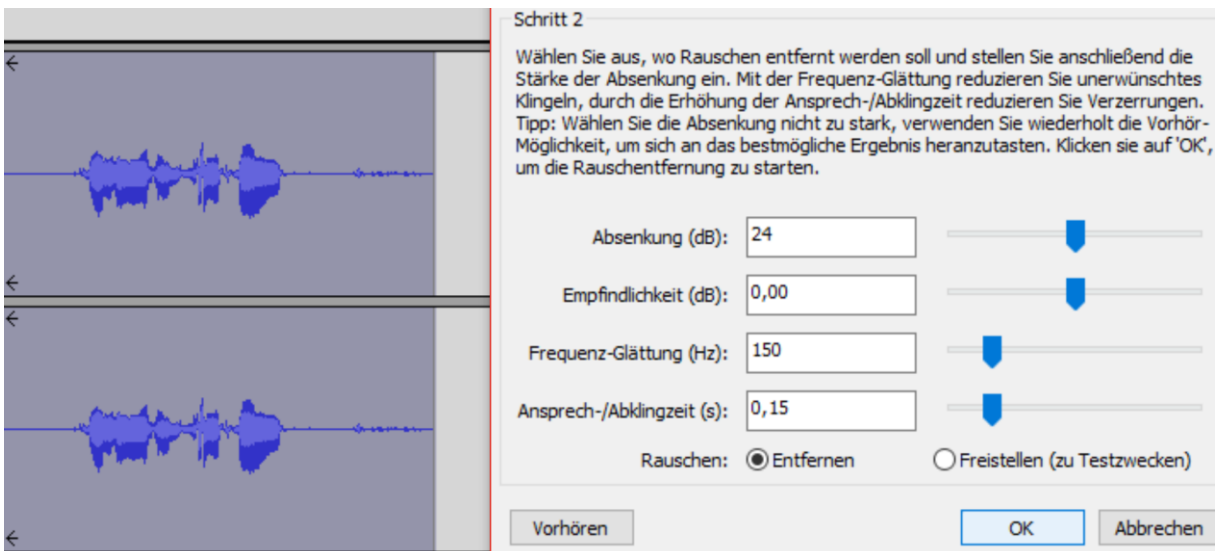 Schritt 2
Wählen Sie aus, wo Rauschen entfernt werden soll und stellen Sie anschließend die
Stärke der Absenkung ein. Mit der Frequenz-Glättung reduzieren Sie unerwünschtes
Klingeln, durch die Erhöhung der Ansprech-/Abklingzeit reduzieren Sie Verzerrungen.
Tipp: Wählen Sie die Absenkung nicht zu stark, verwenden Sie wiederholt die Vorhör-
Möglichkeit, um sich an das bestmögliche Ergebnis heranzutasten. Klicken sie auf 'OK',
um die Rauschentfernung zu starten.
Absenkung (dB): 24
Empfindlichkeit (dB): 0,00
Frequenz-Glättung (Hz): 150
Ansprech-/Abklingzeit (s): 0,15
Rauschen: Entfernen Freistellen (zu Testzwecken)
Vorhören OK Abbrechen